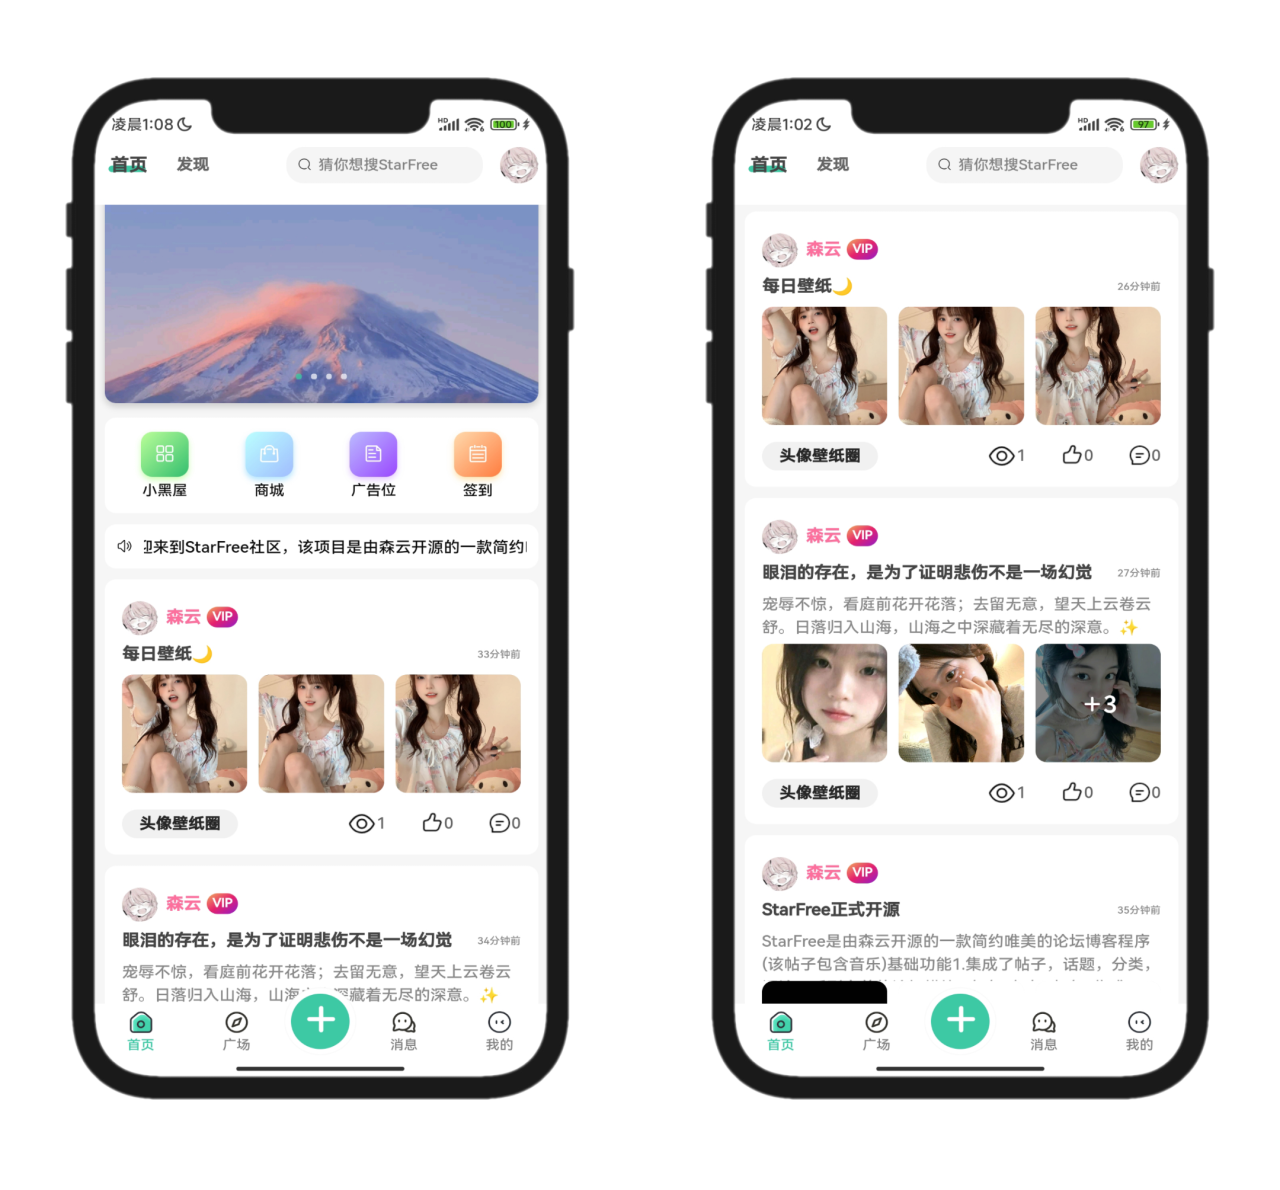 凌晨1:08
HD
100
首页
发现
猜你想搜StarFree
小黑屋
商城
广告位
签到
迎来到StarFree社区，该项目是由森云开源的一款简约
森云
VIP
每日壁纸🌙
33分钟前
头像壁纸圈
1
0
0
森云
VIP
眼泪的存在，是为了证明悲伤不是一场幻觉
34分钟前
宠辱不惊，看庭前花开花落；去留无意，望天上云卷云
舒。日落归入山海，山海之中深藏着无尽的深意。✨
首页
广场
消息
我的
凌晨1:02
HD
97
首页
发现
猜你想搜StarFree
森云
VIP
每日壁纸🌙
26分钟前
头像壁纸圈
1
0
0
森云
VIP
眼泪的存在，是为了证明悲伤不是一场幻觉
27分钟前
宠辱不惊，看庭前花开花落；去留无意，望天上云卷云
舒。日落归入山海，山海之中深藏着无尽的深意。✨
+3
头像壁纸圈
1
0
0
森云
VIP
StarFree正式开源
35分钟前
StarFree是由森云开源的一款简约唯美的论坛博客程序
(该帖子包含音乐)基础功能1.集成了帖子，话题，分类，
首页
广场
消息
我的